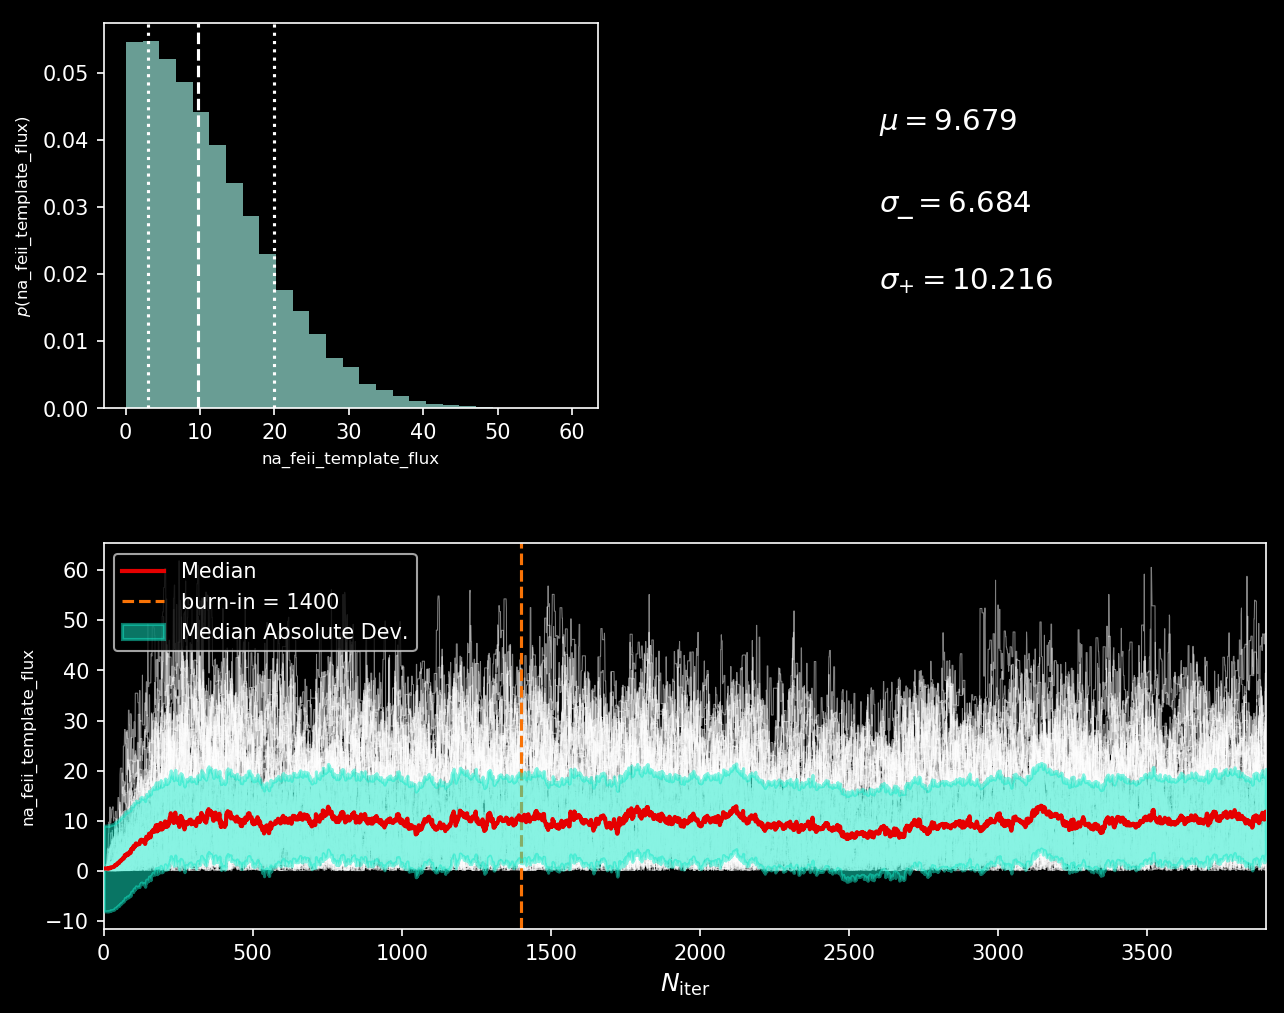 0.05
0.04
0.03
0.02
0.01
0.00
p(na_feii_template_flux)
0 10 20 30 40 50 60
na_feii_template_flux
μ = 9.679
σ_ = 6.684
σ+ = 10.216
60
50
40
30
20
10
0
−10
na_feii_template_flux
Median
burn-in = 1400
Median Absolute Dev.
0 500 1000 1500 2000 2500 3000 3500
Niter